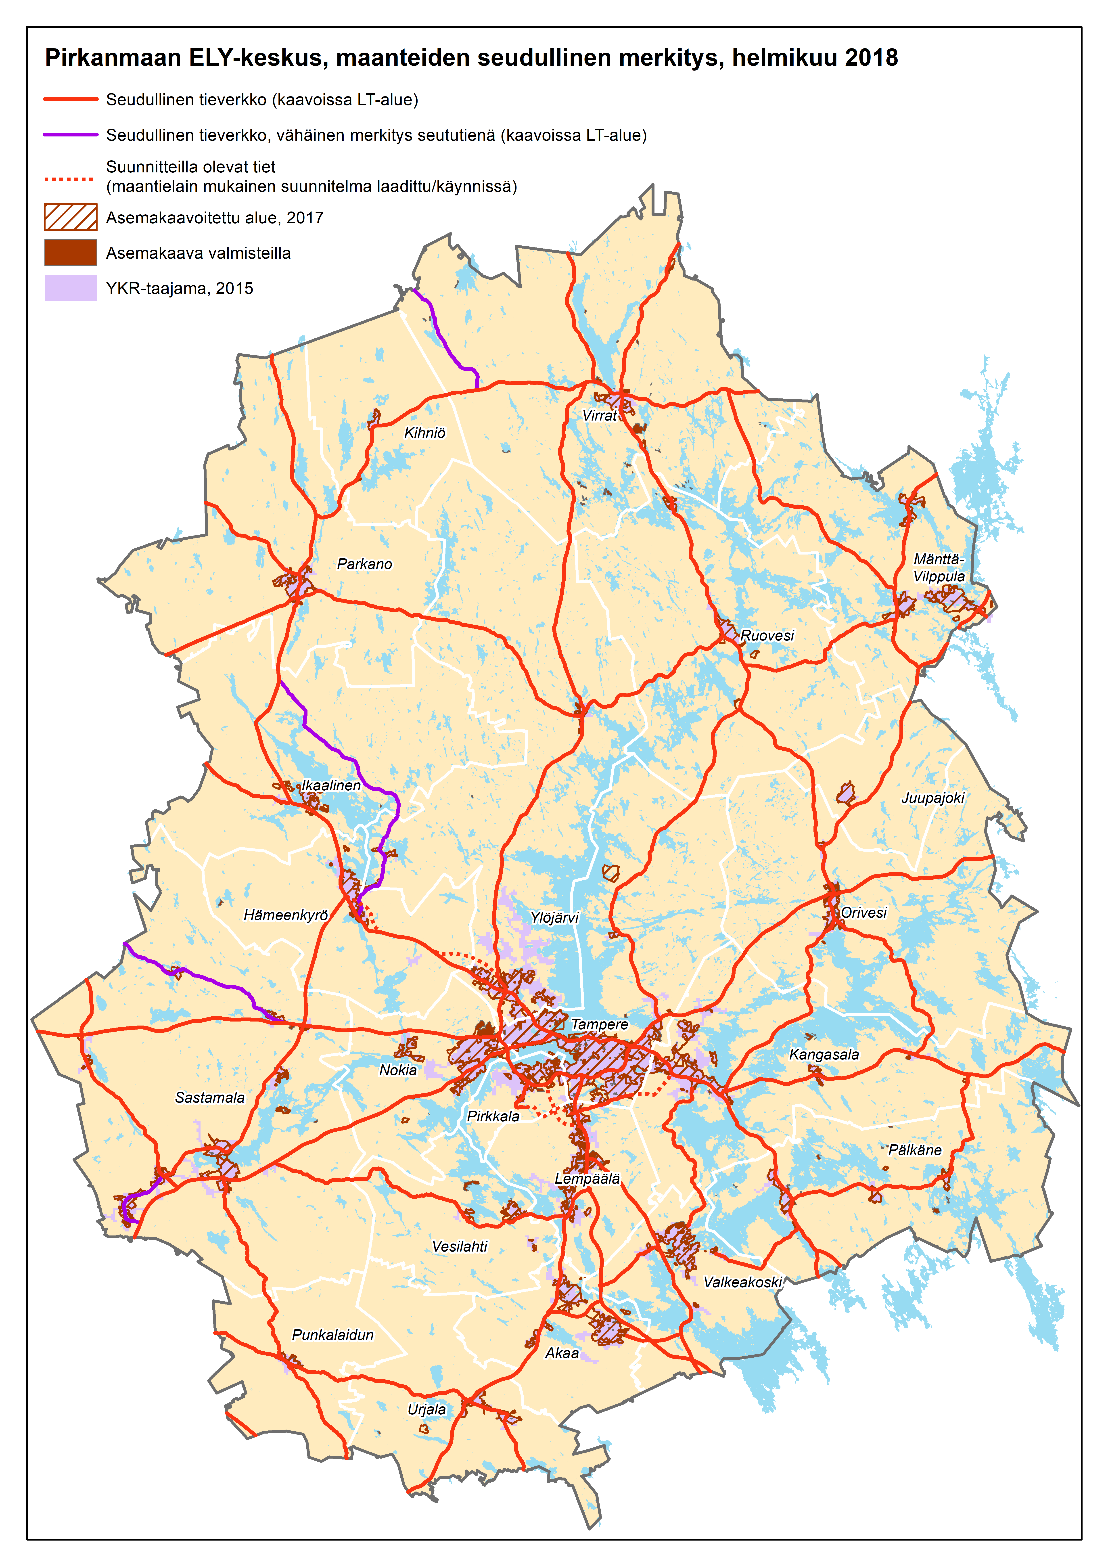 Pirkanmaan ELY-keskus, maanteiden seudullinen merkitys, helmikuu 2018
Seudullinen tieverkko (kaavoissa LT-alue)
Seudullinen tieverkko, vähäinen merkitys seututienä (kaavoissa LT-alue)
Suunnitteilla olevat tiet
(maantielain mukainen suunnitelma laadittu/käynnissä)
Asemakaavoitettu alue, 2017
Asemakaava valmisteilla
YKR-taajama, 2015
Virrat
Kihniö
Mänttä-
Vilppula
Parkano
Ruovesi
Ikaalinen
Juupajoki
Hämeenkyrö
Ylöjärvi
Orivesi
Tampere
Kangasala
Nokia
Sastamala
Pirkkala
Pälkäne
Lempäälä
Vesilahti
Valkeakoski
Punkalaidun
Akaa
Urjala